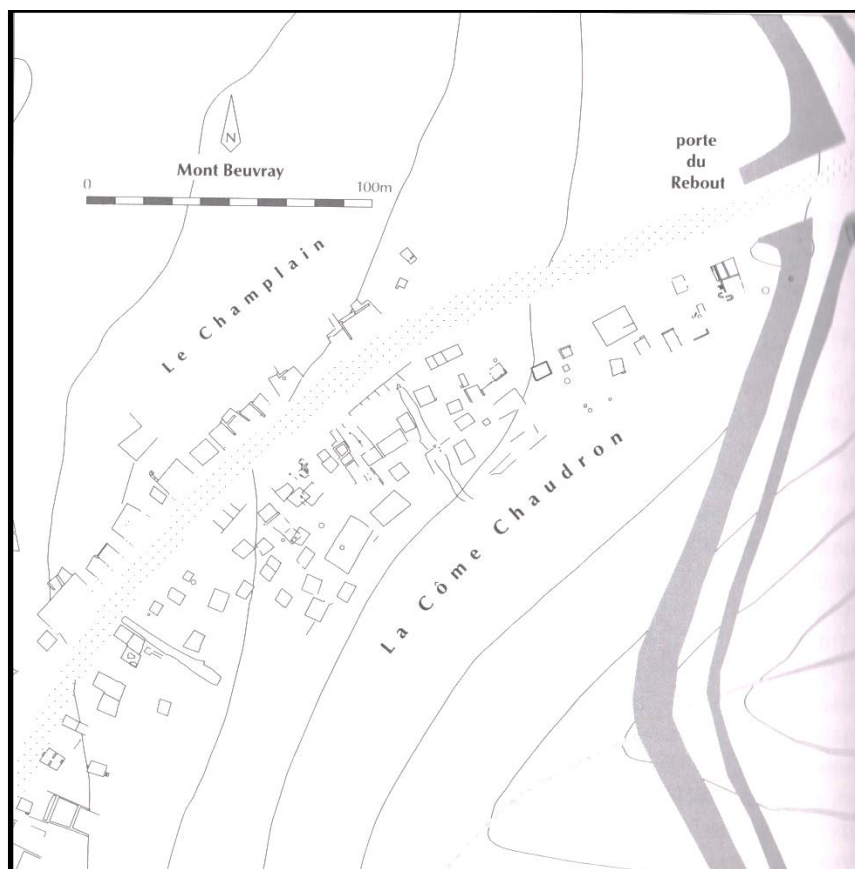 N
Mont Beuvray
0 100m
porte
du
Rebout
Le Champlain
La Côme Chaudron